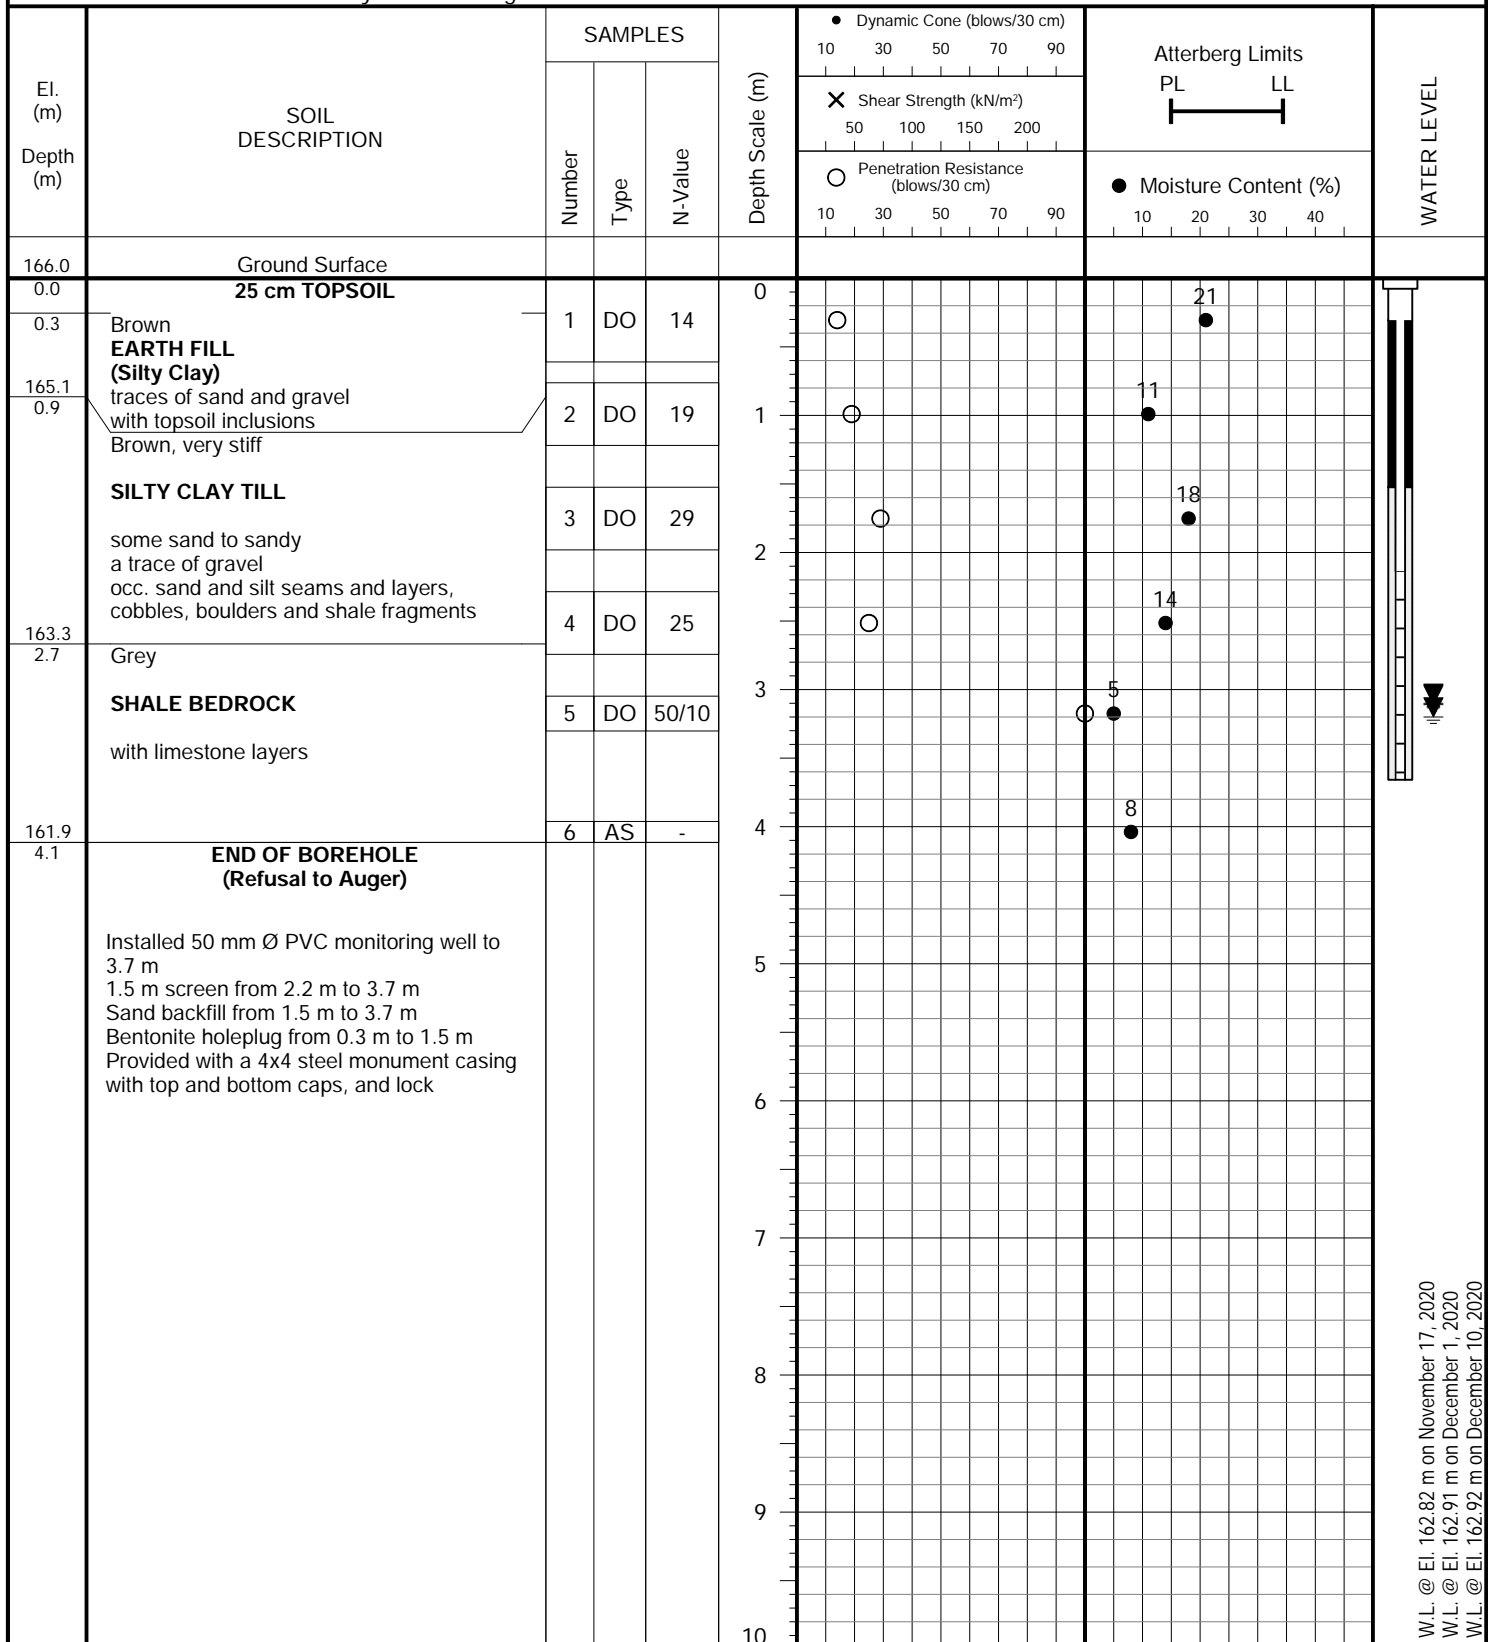 El.
(m)
Depth
(m)
SOIL
DESCRIPTION
SAMPLES
Number
Type
N-Value
Depth Scale (m)
Dynamic Cone (blows/30 cm)
10 30 50 70 90
Shear Strength (kN/m²)
50 100 150 200
Penetration Resistance
(blows/30 cm)
10 30 50 70 90
Atterberg Limits
PL LL
Moisture Content (%)
10 20 30 40
WATER LEVEL
166.0 Ground Surface
0.0 25 cm TOPSOIL
0.3 Brown
EARTH FILL
(Silty Clay)
traces of sand and gravel
with topsoil inclusions
165.1
0.9
Brown, very stiff
SILTY CLAY TILL
some sand to sandy
a trace of gravel
occ. sand and silt seams and layers,
cobbles, boulders and shale fragments
163.3
2.7 Grey
SHALE BEDROCK
with limestone layers
161.9
4.1 END OF BOREHOLE
(Refusal to Auger)
Installed 50 mm Ø PVC monitoring well to
3.7 m
1.5 m screen from 2.2 m to 3.7 m
Sand backfill from 1.5 m to 3.7 m
Bentonite holeplug from 0.3 m to 1.5 m
Provided with a 4x4 steel monument casing
with top and bottom caps, and lock
1 DO 14
2 DO 19
3 DO 29
4 DO 25
5 DO 50/10
6 AS -
0
1
2
3
4
5
6
7
8
9
10
21
11
18
14
5
8
W.L. @ El. 162.82 m on November 17, 2020
W.L. @ El. 162.91 m on December 1, 2020
W.L. @ El. 162.92 m on December 10, 2020